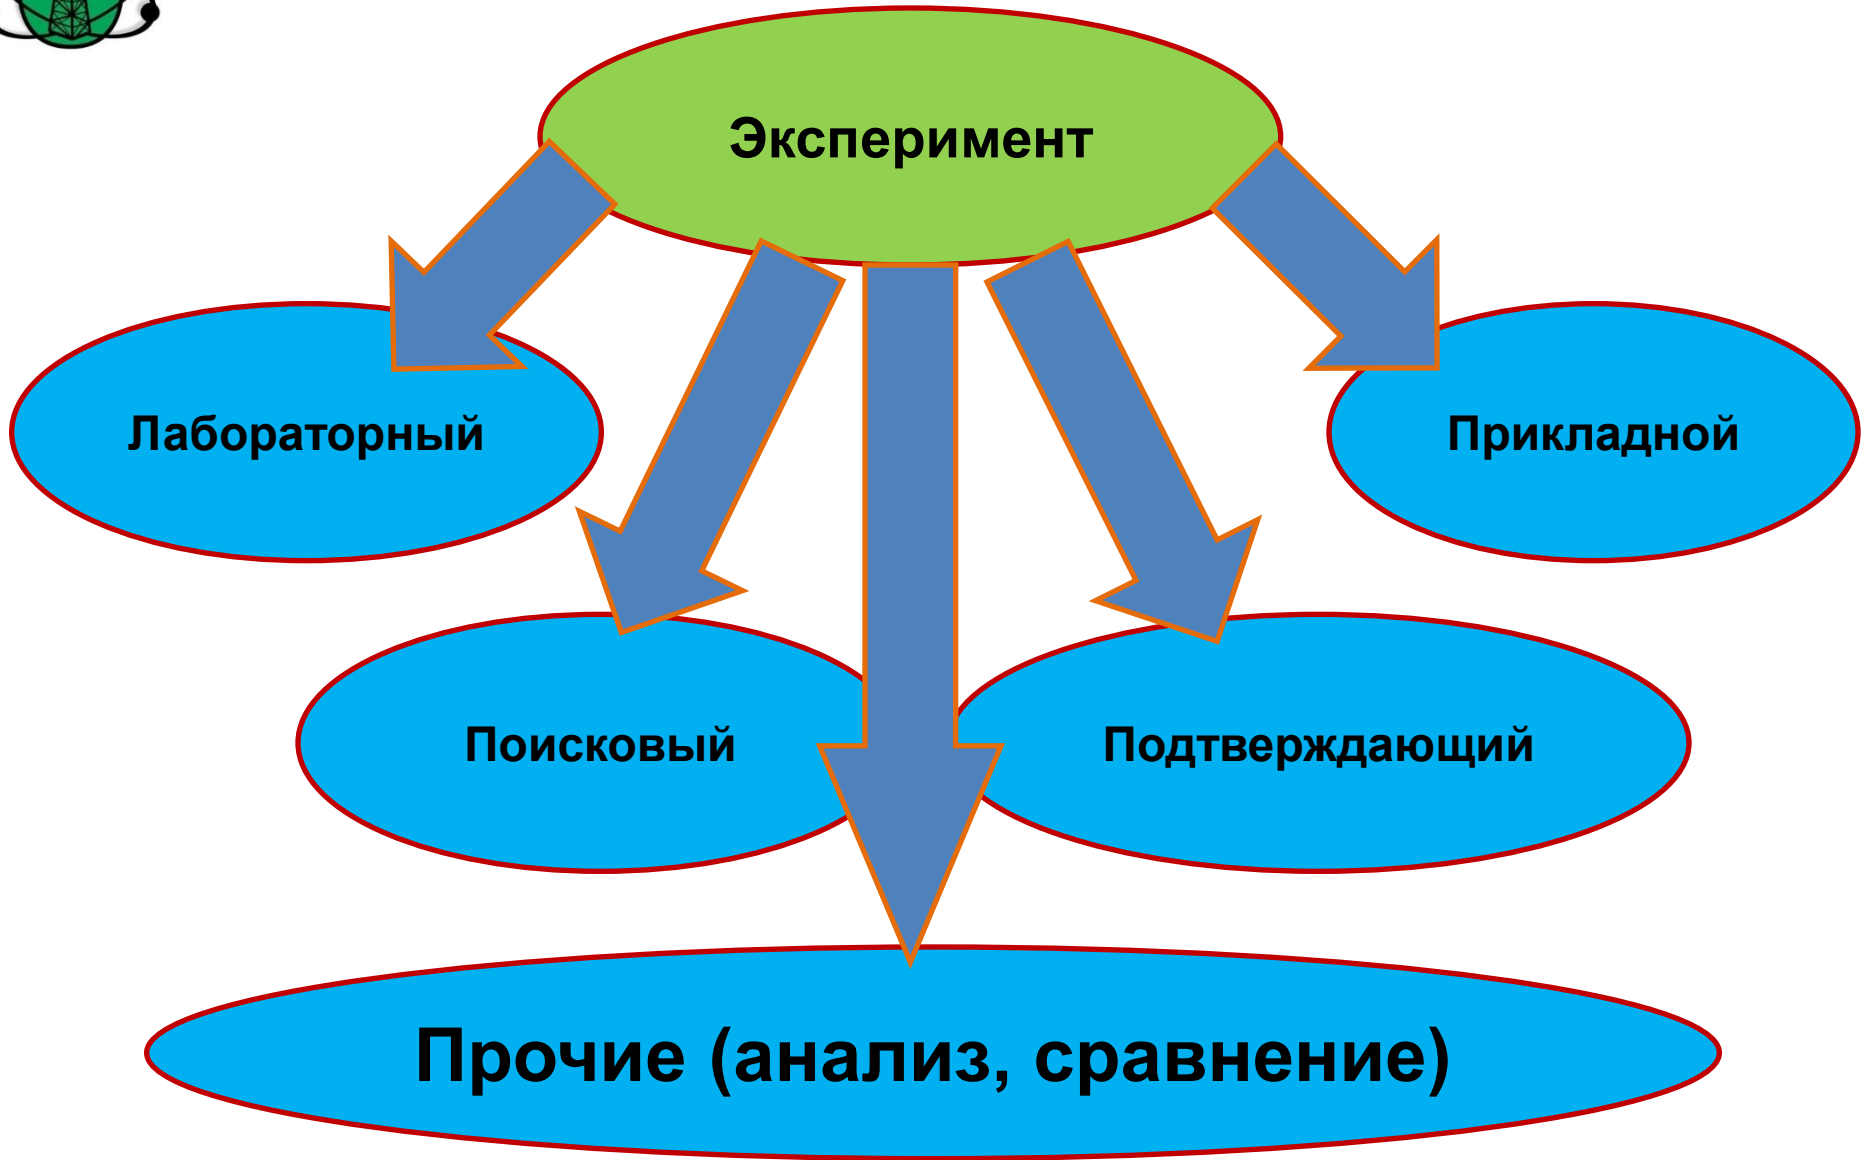 Эксперимент
Лабораторный
Прикладной
Поисковый
Подтверждающий
Прочие (анализ, сравнение)